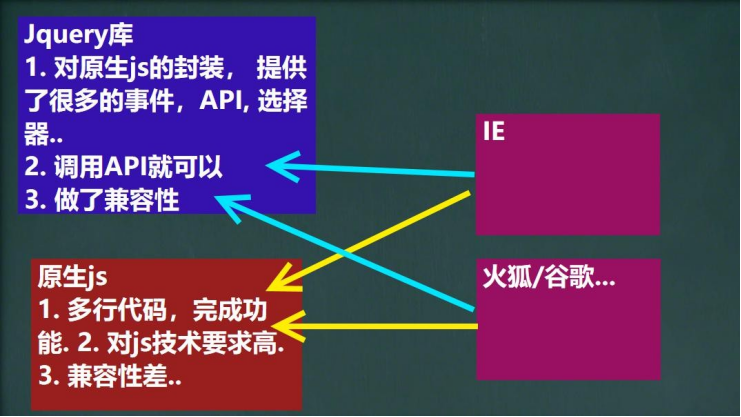 Jquery库
1. 对原生js的封装， 提供
了很多的事件，API, 选择
器..
2. 调用API就可以
3. 做了兼容性
IE
原生js
1. 多行代码，完成功
能. 2. 对js技术要求高.
3. 兼容性差..
火狐/谷歌...